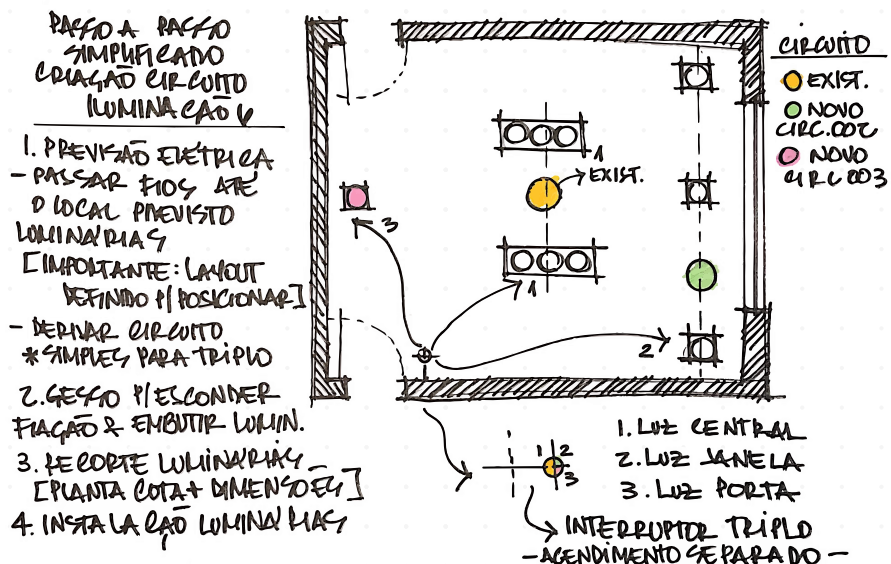 PASSO A PASSO
SIMPLIFICADO
CRIAÇÃO CIRCUITO
ILUMINAÇÃO
1. PREVISÃO ELÉTRICA
- PASSAR FIOS ATÉ
O LOCAL PREVISTO
LUMINÁRIAS
[IMPORTANTE: LAYOUT
DEFINIDO P/ POSICIONAR]
- DERIVAR CIRCUITO
* SIMPLES PARA TRIPLO
2. GESSO P/ ESCONDER
FIAÇÃO & EMBUTIR LUMIN.
3. RECORTE LUMINÁRIAS
[PLANTA COTA + DIMENSÕES]
4. INSTALAÇÃO LUMINÁRIAS
1
EXIST.
3
1
2
CIRCUITO
EXIST.
NOVO
CIRC.002
NOVO
CIRC 003
1 2
3
1. LUZ CENTRAL
2. LUZ JANELA
3. LUZ PORTA
INTERRUPTOR TRIPLO
- ACENDIMENTO SEPARADO -